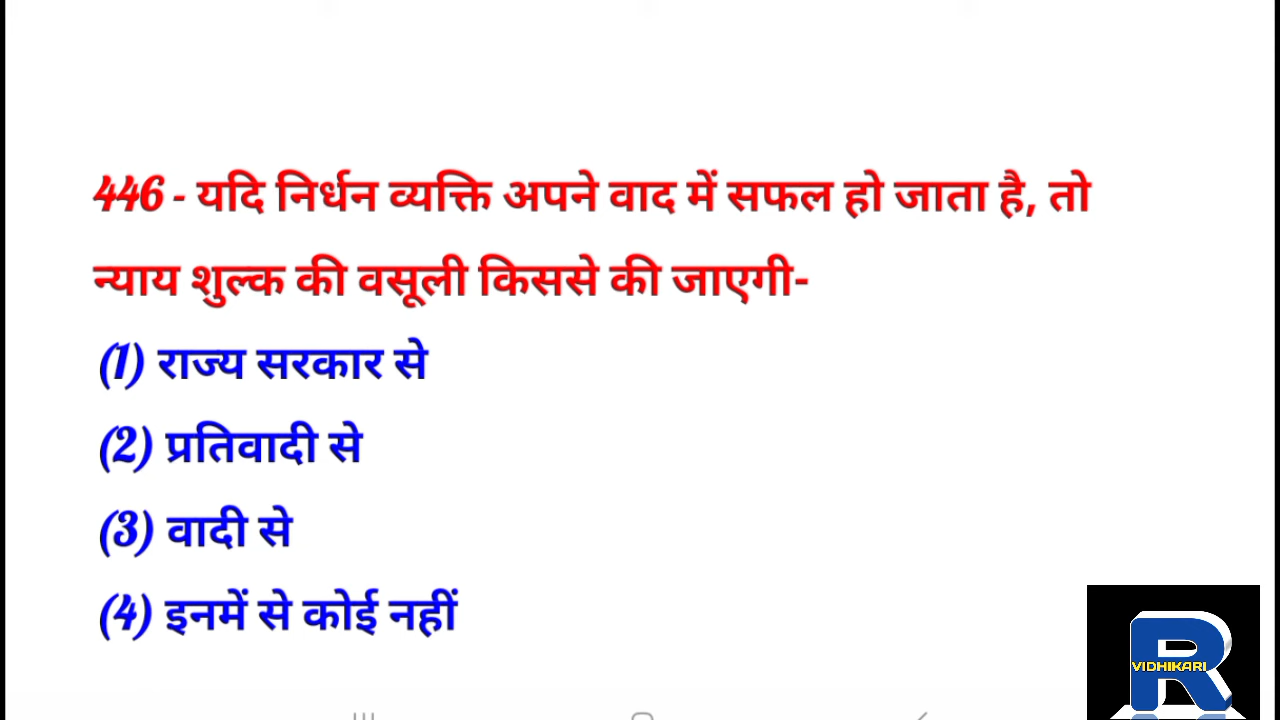 446 - यदि निर्धन व्यक्ति अपने वाद में सफल हो जाता है, तो
न्याय शुल्क की वसूली किससे की जाएगी-
(1) राज्य सरकार से
(2) प्रतिवादी से
(3) वादी से
(4) इनमें से कोई नहीं
R
VIDHIKARI